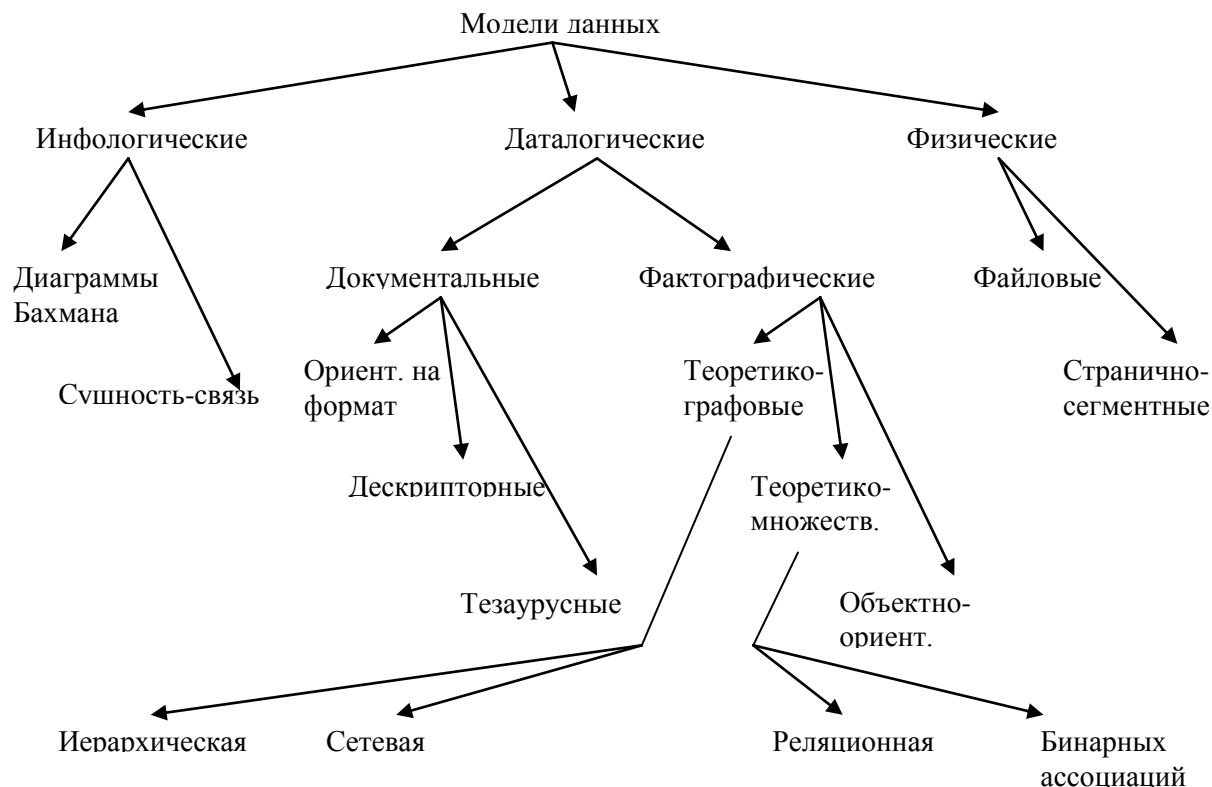 Модели данных
Инфологические
Даталогические
Физические
Диаграммы
Бахмана
Документальные
Фактографические
Файловые
Сущность-связь
Ориент. на
формат
Теоретико-
графовые
Странично-
сегментные
Дескрипторные
Теоретико-
множеств.
Тезаурусные
Объектно-
ориент.
Иерархическая
Сетевая
Реляционная
Бинарных
ассоциаций